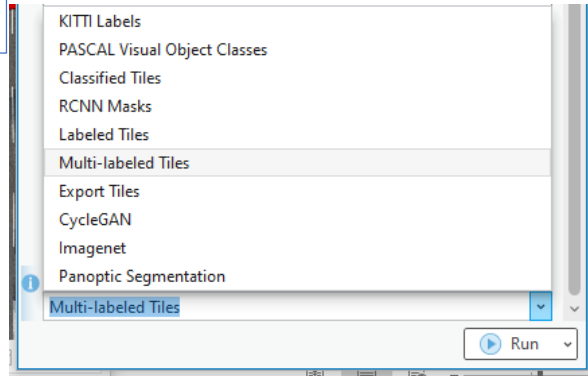 KITTI Labels
PASCAL Visual Object Classes
Classified Tiles
RCNN Masks
Labeled Tiles
Multi-labeled Tiles
Export Tiles
CycleGAN
Imagenet
Panoptic Segmentation
Multi-labeled Tiles
Run